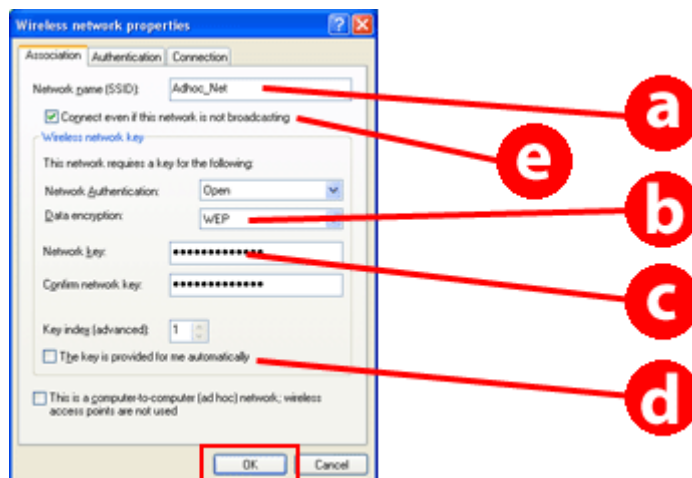 Wireless network properties
Association Authentication Connection
Network name (SSID): Adhoc_Net
a
Connect even if this network is not broadcasting
e
Wireless network key
This network requires a key for the following:
Network Authentication: Open
Data encryption: WEP
b
Network key: •••••••••••••
c
Confirm network key: •••••••••••••
Key index (advanced): 1
The key is provided for me automatically
d
This is a computer-to-computer (ad hoc) network; wireless
access points are not used
OK Cancel